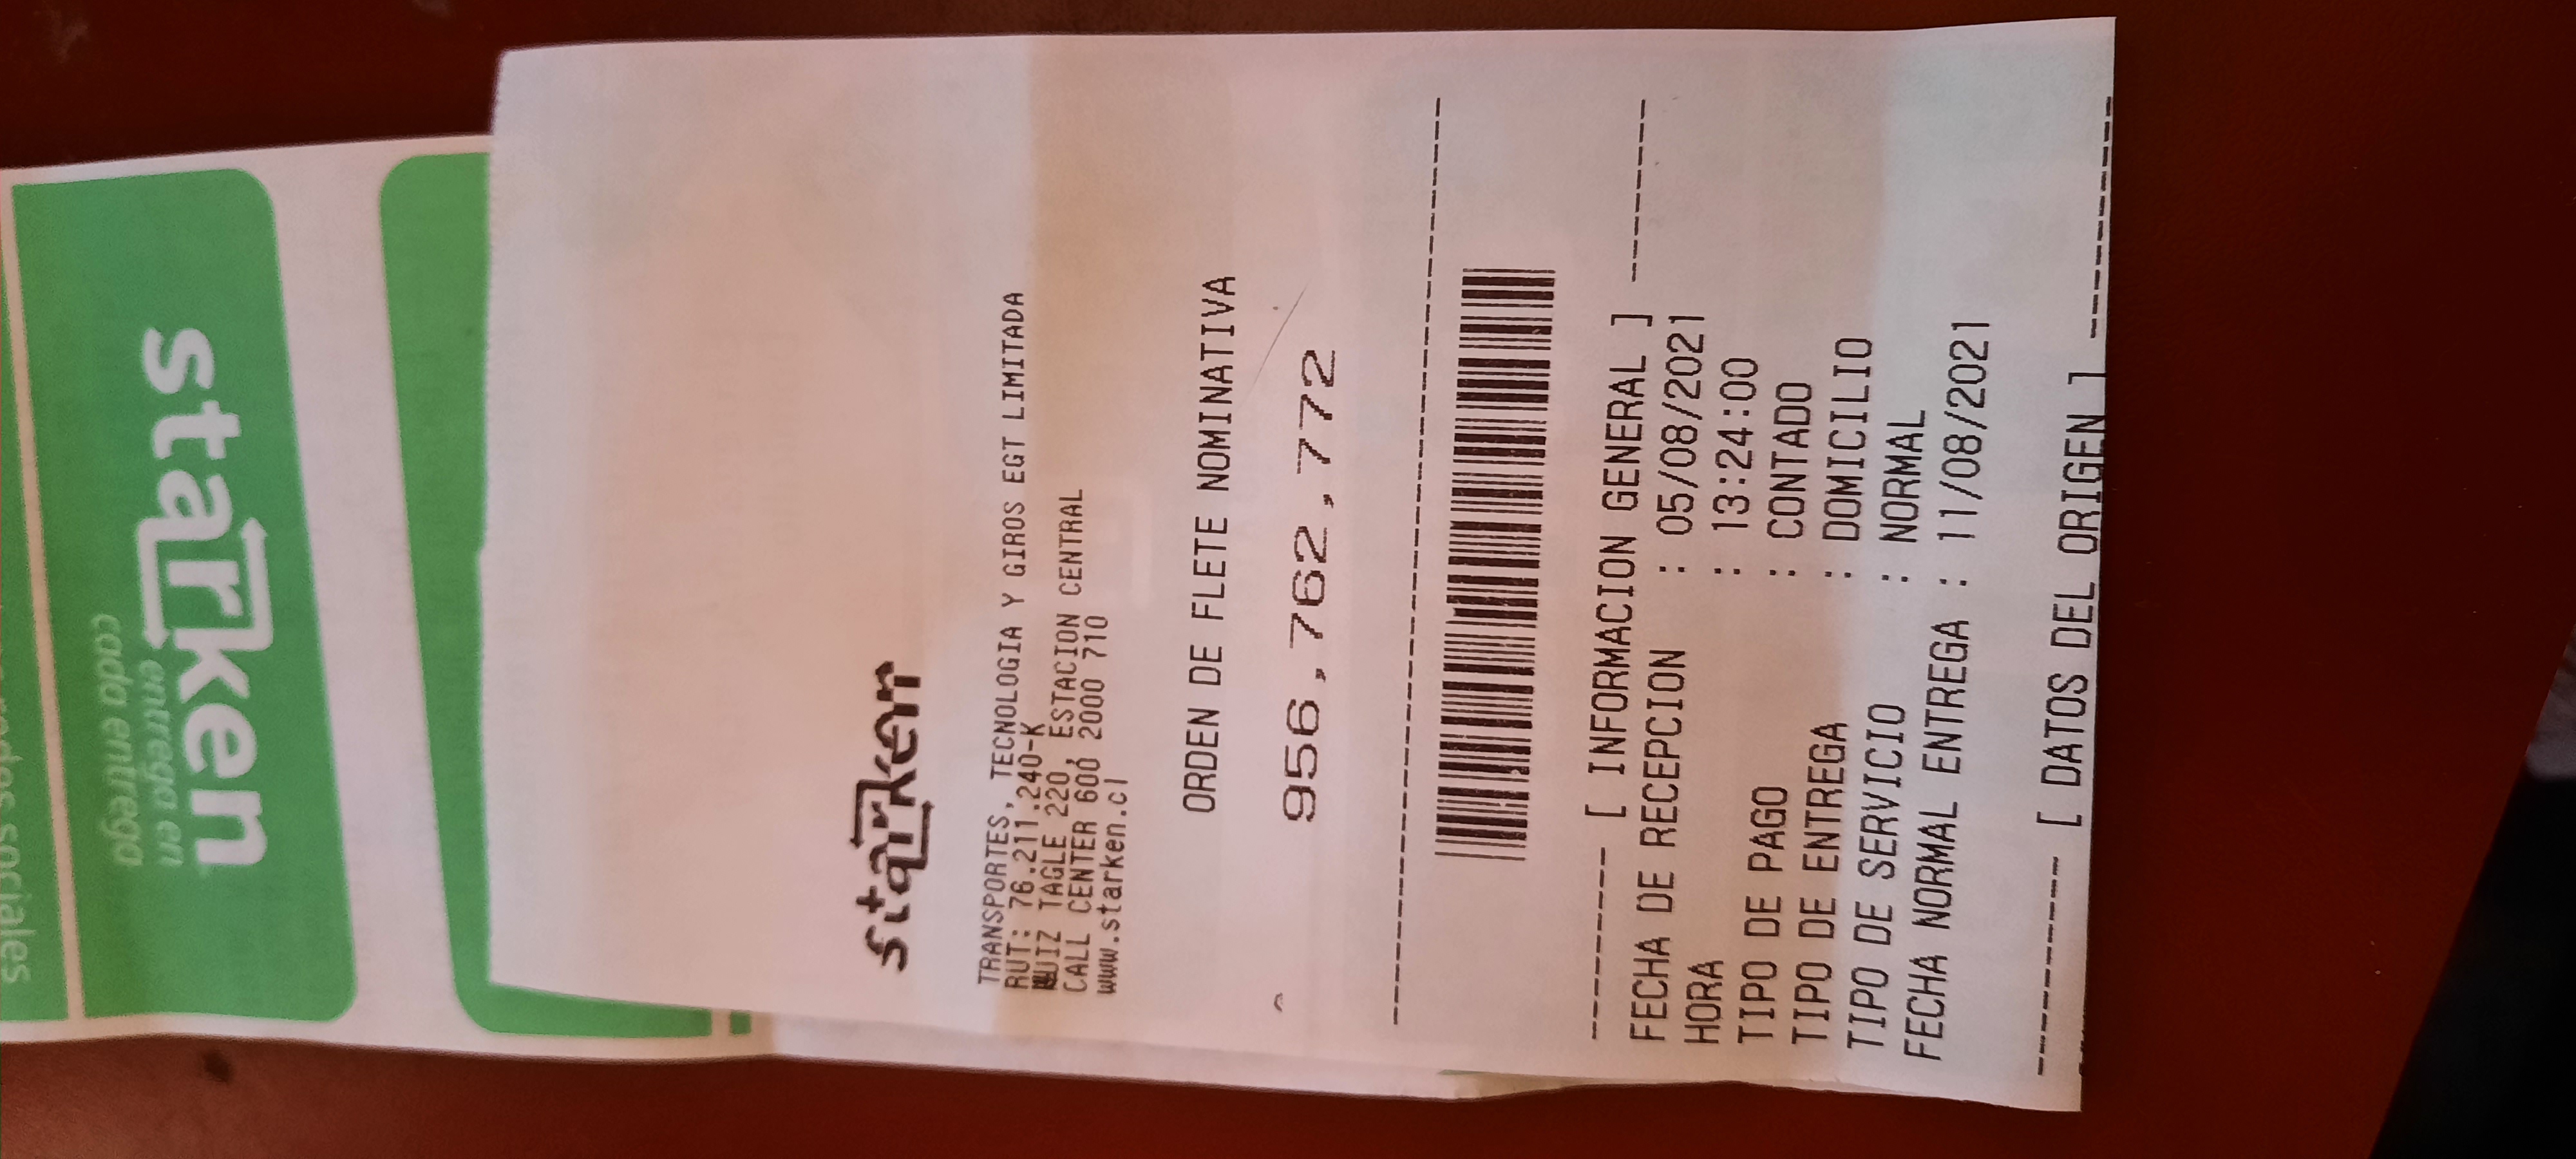 sociales
starken
entrega en
cada entrega
starken
TRANSPORTES, TECNOLOGIA Y GIROS EGT LIMITADA
RUT: 76.211.240-K
RUIZ TAGLE 220, ESTACION CENTRAL
CALL CENTER 600 2000 710
www.starken.cl
ORDEN DE FLETE NOMINATIVA
956,762,772
--------- [ INFORMACION GENERAL ] --------
FECHA DE RECEPCION : 05/08/2021
HORA : 13:24:00
TIPO DE PAGO : CONTADO
TIPO DE ENTREGA : DOMICILIO
TIPO DE SERVICIO : NORMAL
FECHA NORMAL ENTREGA : 11/08/2021
---------- [ DATOS DEL ORIGEN ] ----------